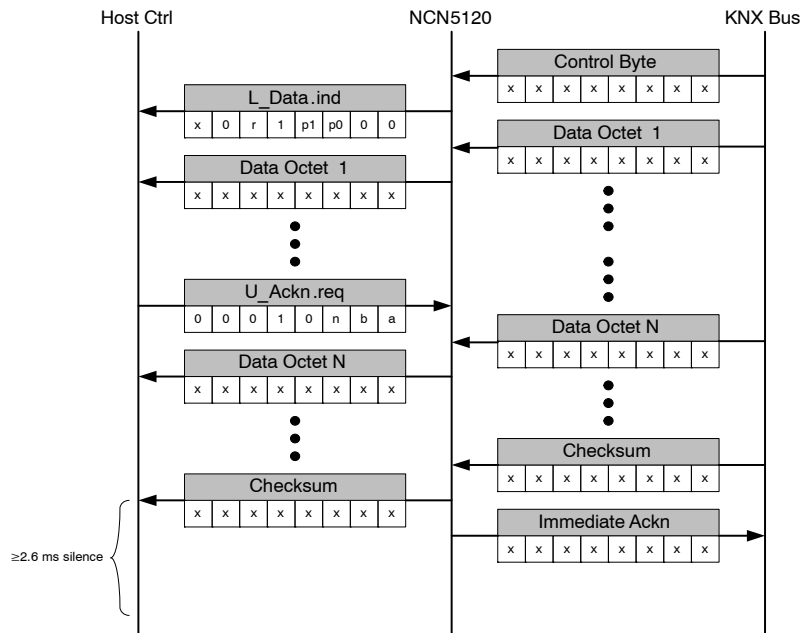 Host Ctrl NCN5120 KNX Bus
Control Byte
x x x x x x x x
L_Data.ind
x 0 r 1 p1 p0 0 0
Data Octet 1
x x x x x x x x
Data Octet 1
x x x x x x x x
U_Ackn.req
0 0 0 1 0 n b a
Data Octet N
x x x x x x x x
Data Octet N
x x x x x x x x
Checksum
x x x x x x x x
Checksum
x x x x x x x x
Immediate Ackn
x x x x x x x x
≥2.6 ms silence